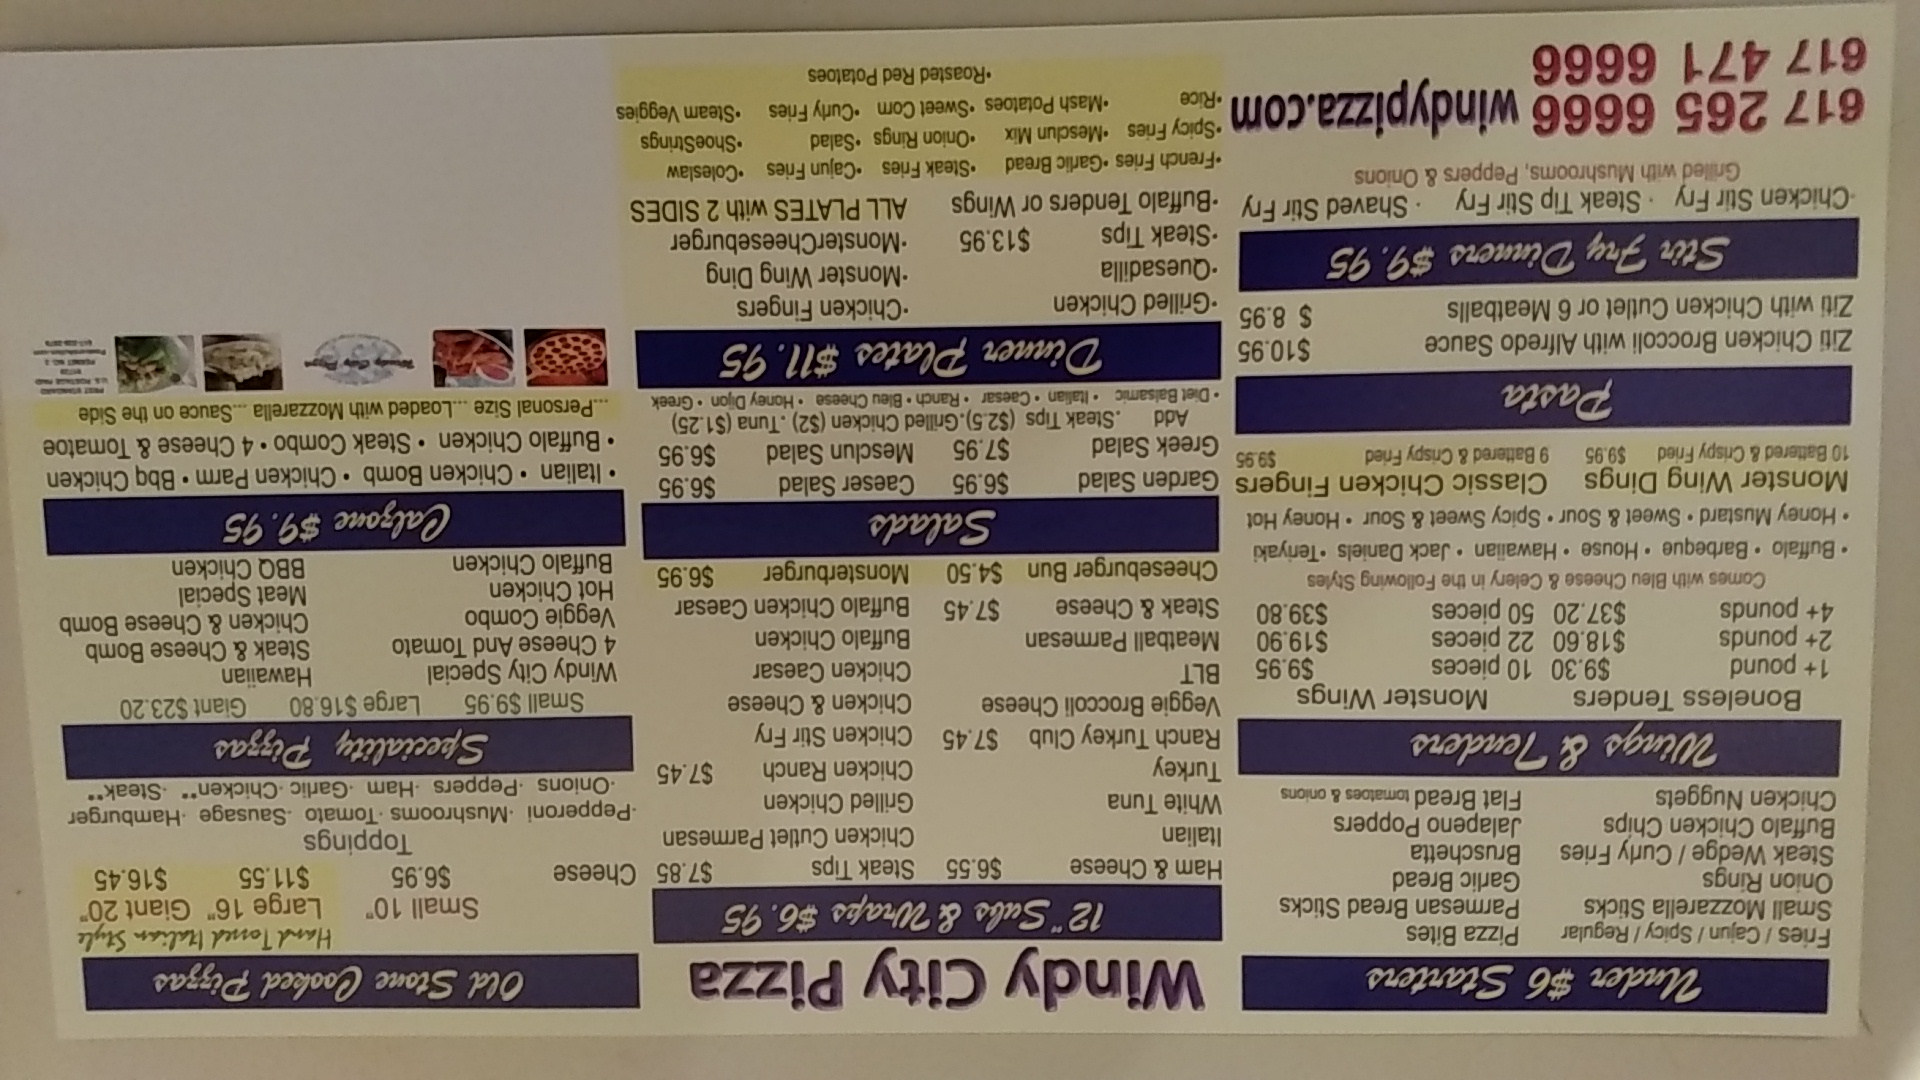 Under $6 Starters
Fries / Cajun / Spicy / Regular Pizza Bites
Small Mozzarella Sticks Parmesan Bread Sticks
Onion Rings Garlic Bread
Steak Wedge / Curly Fries Bruschetta
Buffalo Chicken Chips Jalapeno Poppers
Chicken Nuggets Flat Bread tomatoes & onions
Wings & Tenders
Boneless Tenders Monster Wings
1+ pound $9.30 10 pieces $9.95
2+ pounds $18.60 22 pieces $19.90
4+ pounds $37.20 50 pieces $39.80
Comes with Bleu Cheese & Celery in the Following Styles
• Buffalo • Barbeque • House • Hawaiian • Jack Daniels •Teriyaki
• Honey Mustard • Sweet & Sour • Spicy Sweet & Sour • Honey Hot
Monster Wing Dings Classic Chicken Fingers
10 Battered & Crispy Fried $9.95 9 Battered & Crispy Fried $9.95
Pasta
Ziti Chicken Broccoli with Alfredo Sauce $10.95
Ziti with Chicken Cutlet or 6 Meatballs $ 8.95
Stir Fry Dinners $9.95
·Chicken Stir Fry · Steak Tip Stir Fry · Shaved Stir Fry
Grilled with Mushrooms, Peppers & Onions
617 265 6666 windypizza.com
617 471 6666
Windy City Pizza
12" Subs & Wraps $6.95
Ham & Cheese $6.55 Steak Tips $7.85
Italian Chicken Cutlet Parmesan
White Tuna Grilled Chicken
Turkey Chicken Ranch $7.45
Ranch Turkey Club $7.45 Chicken Stir Fry
Veggie Broccoli Cheese Chicken & Cheese
BLT Chicken Caesar
Meatball Parmesan Buffalo Chicken
Steak & Cheese $7.45 Buffalo Chicken Caesar
Cheeseburger Bun $4.50 Monsterburger $6.95
Salads
Garden Salad $6.95 Caeser Salad $6.95
Greek Salad $7.95 Mesclun Salad $6.95
Add .Steak Tips ($2.5).Grilled Chicken ($2) .Tuna ($1.25)
• Diet Balsamic • Italian • Caesar • Ranch • Bleu Cheese • Honey Dijon • Greek
Dinner Plates $11.95
•Grilled Chicken •Chicken Fingers
•Quesadilla •Monster Wing Ding
•Steak Tips $13.95 •MonsterCheeseburger
•Buffalo Tenders or Wings ALL PLATES with 2 SIDES
•French Fries •Garlic Bread •Steak Fries •Cajun Fries •Coleslaw
•Spicy Fries •Mesclun Mix •Onion Rings •Salad •ShoeStrings
•Rice •Mash Potatoes •Sweet Corn •Curly Fries •Steam Veggies
•Roasted Red Potatoes
Old Stone Cooked Pizzas
Hand Tossed Italian Style
Small 10" Large 16" Giant 20"
Cheese $6.95 $11.55 $16.45
Toppings
·Pepperoni ·Mushrooms ·Tomato ·Sausage ·Hamburger
·Onions ·Peppers ·Ham ·Garlic ·Chicken** ·Steak**
Speciality Pizzas
Small $9.95 Large $16.80 Giant $23.20
Windy City Special Hawaiian
4 Cheese And Tomato Steak & Cheese Bomb
Veggie Combo Chicken & Cheese Bomb
Hot Chicken Meat Special
Buffalo Chicken BBQ Chicken
Calzone $9.95
• Italian • Chicken Bomb • Chicken Parm • Bbq Chicken
• Buffalo Chicken • Steak Combo • 4 Cheese & Tomatoe
...Personal Size ...Loaded with Mozzarella ...Sauce on the Side
Windy City Pizza
U.S. POSTAGE PAID